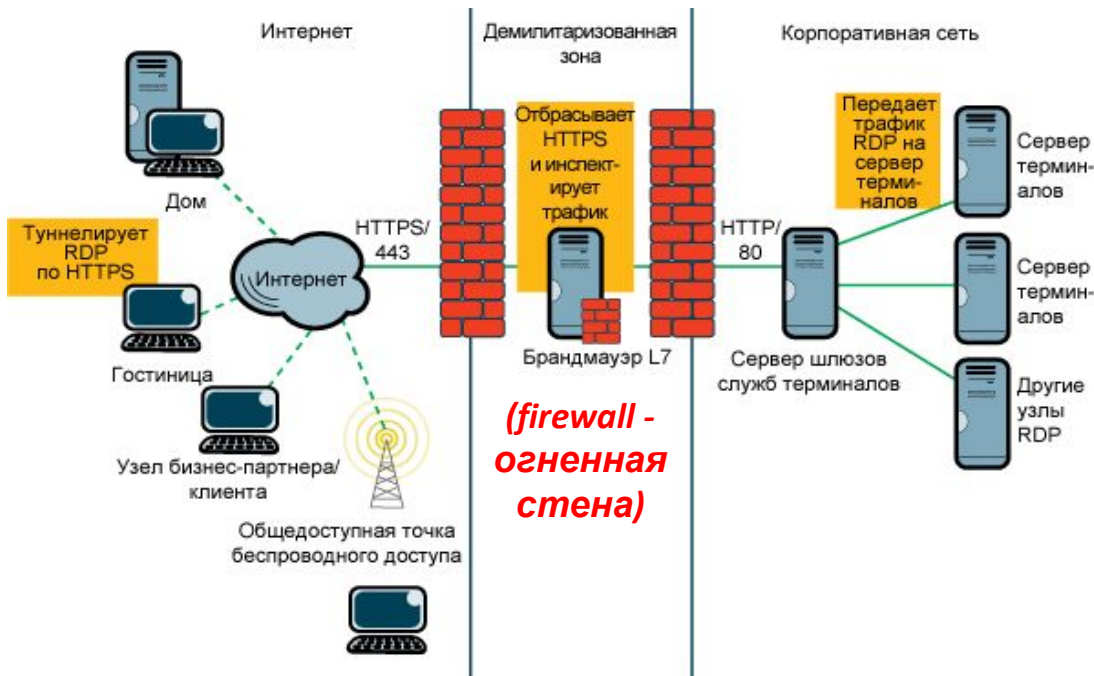 Интернет
Демилитаризованная
зона
Корпоративная сеть
Дом
Туннелирует
RDP
по HTTPS
Гостиница
Интернет
Узел бизнес-партнера/
клиента
Общедоступная точка
беспроводного доступа
HTTPS/
443
Отбрасывает
HTTPS
и инспект-
ирует
трафик
Брандмауэр L7
(firewall -
огненная
стена)
HTTP/
80
Сервер шлюзов
служб терминалов
Передает
трафик
RDP на
сервер
терми-
налов
Сервер
термин-
алов
Сервер
термин-
алов
Другие
узлы
RDP